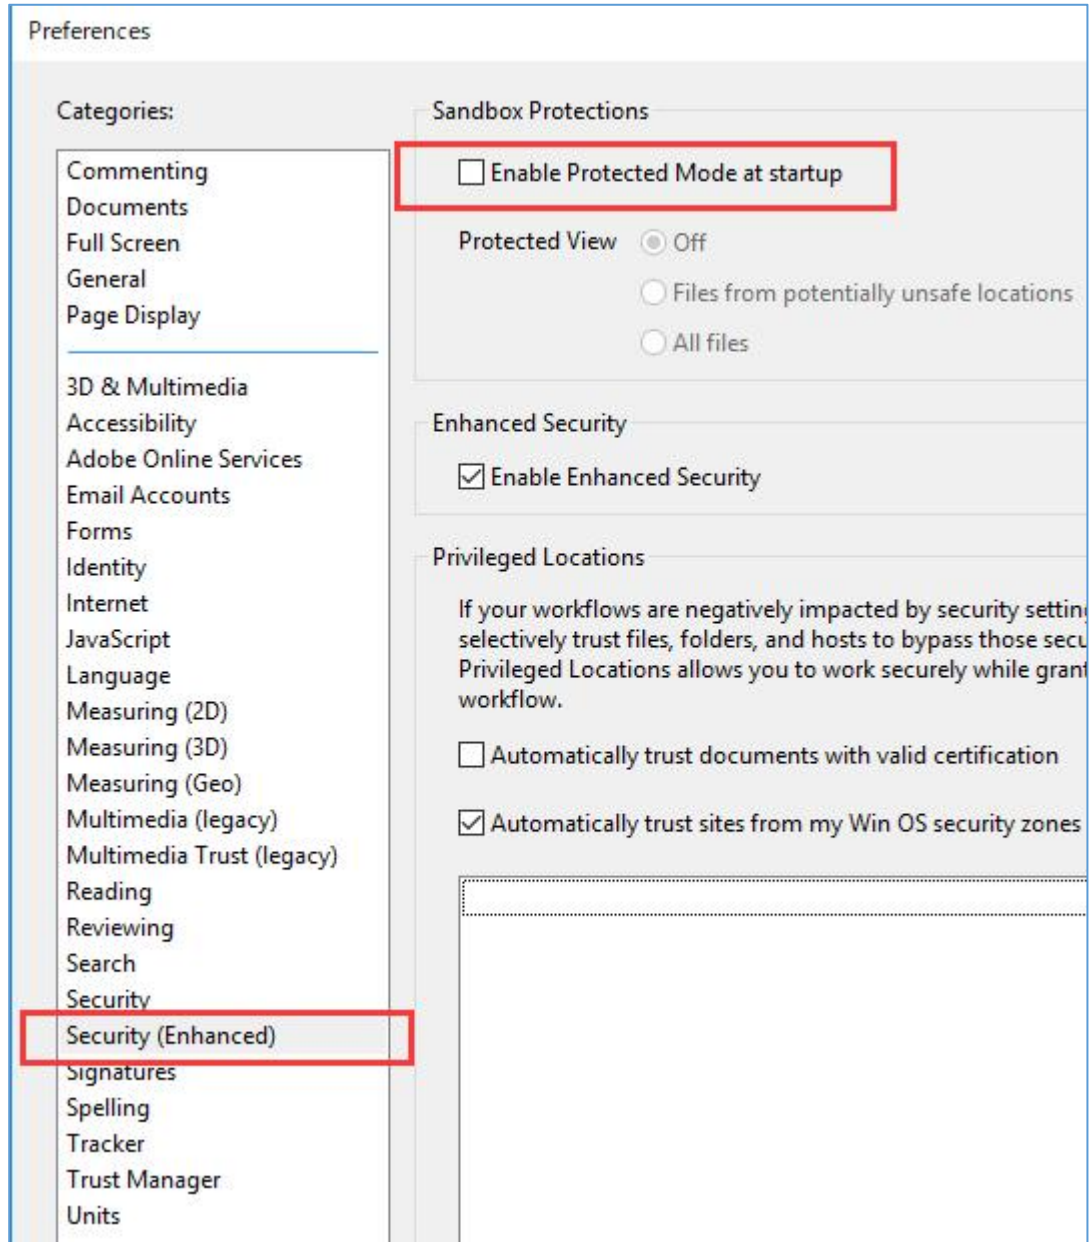 Preferences
Categories:
Commenting
Documents
Full Screen
General
Page Display
3D & Multimedia
Accessibility
Adobe Online Services
Email Accounts
Forms
Identity
Internet
JavaScript
Language
Measuring (2D)
Measuring (3D)
Measuring (Geo)
Multimedia (legacy)
Multimedia Trust (legacy)
Reading
Reviewing
Search
Security
Security (Enhanced)
Signatures
Spelling
Tracker
Trust Manager
Units
Sandbox Protections
Enable Protected Mode at startup
Protected View
Off
Files from potentially unsafe locations
All files
Enhanced Security
Enable Enhanced Security
Privileged Locations
If your workflows are negatively impacted by security
selectively trust files, folders, and hosts to bypass those
Privileged Locations allows you to work securely while
workflow.
Automatically trust documents with valid certification
Automatically trust sites from my Win OS security zones